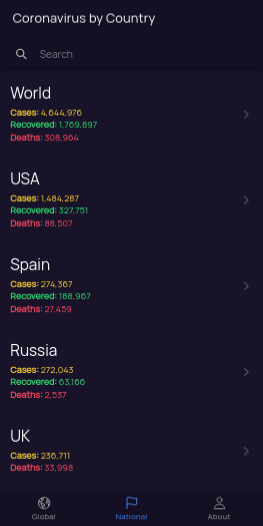 Coronavirus by Country
Search
World
Cases: 4,644,976
Recovered: 1,769,897
Deaths: 308,964
USA
Cases: 1,484,287
Recovered: 327,751
Deaths: 88,507
Spain
Cases: 274,367
Recovered: 188,967
Deaths: 27,459
Russia
Cases: 272,043
Recovered: 63,166
Deaths: 2,537
UK
Cases: 236,711
Deaths: 33,998
Global
National
About